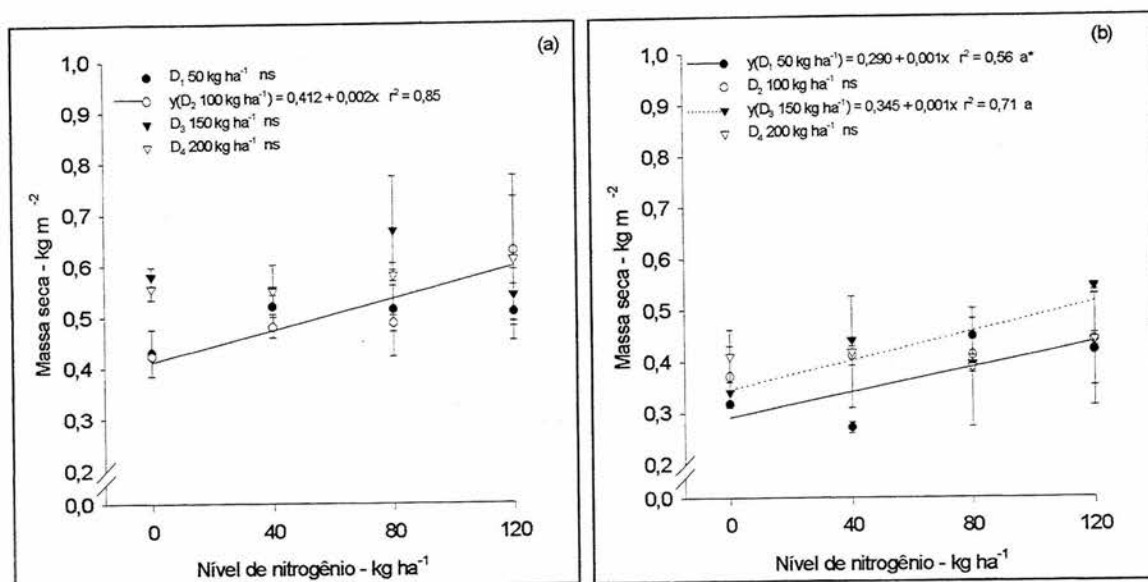 (a)
1,0
0,9
0,8
0,7
0,6
0,5
0,4
0,3
0,2
0,0
Massa seca - kg m -2
D1 50 kg ha-1 ns
y(D2 100 kg ha-1) = 0,412 + 0,002x r2 = 0,85
D3 150 kg ha-1 ns
D4 200 kg ha-1 ns
0 40 80 120
Nível de nitrogênio - kg ha-1
(b)
1,0
0,9
0,8
0,7
0,6
0,5
0,4
0,3
0,2
0,0
Massa seca - kg m -2
y(D1 50 kg ha-1) = 0,290 + 0,001x r2 = 0,56 a*
D2 100 kg ha-1 ns
y(D3 150 kg ha-1) = 0,345 + 0,001x r2 = 0,71 a
D4 200 kg ha-1 ns
0 40 80 120
Nível de nitrogênio - kg ha-1